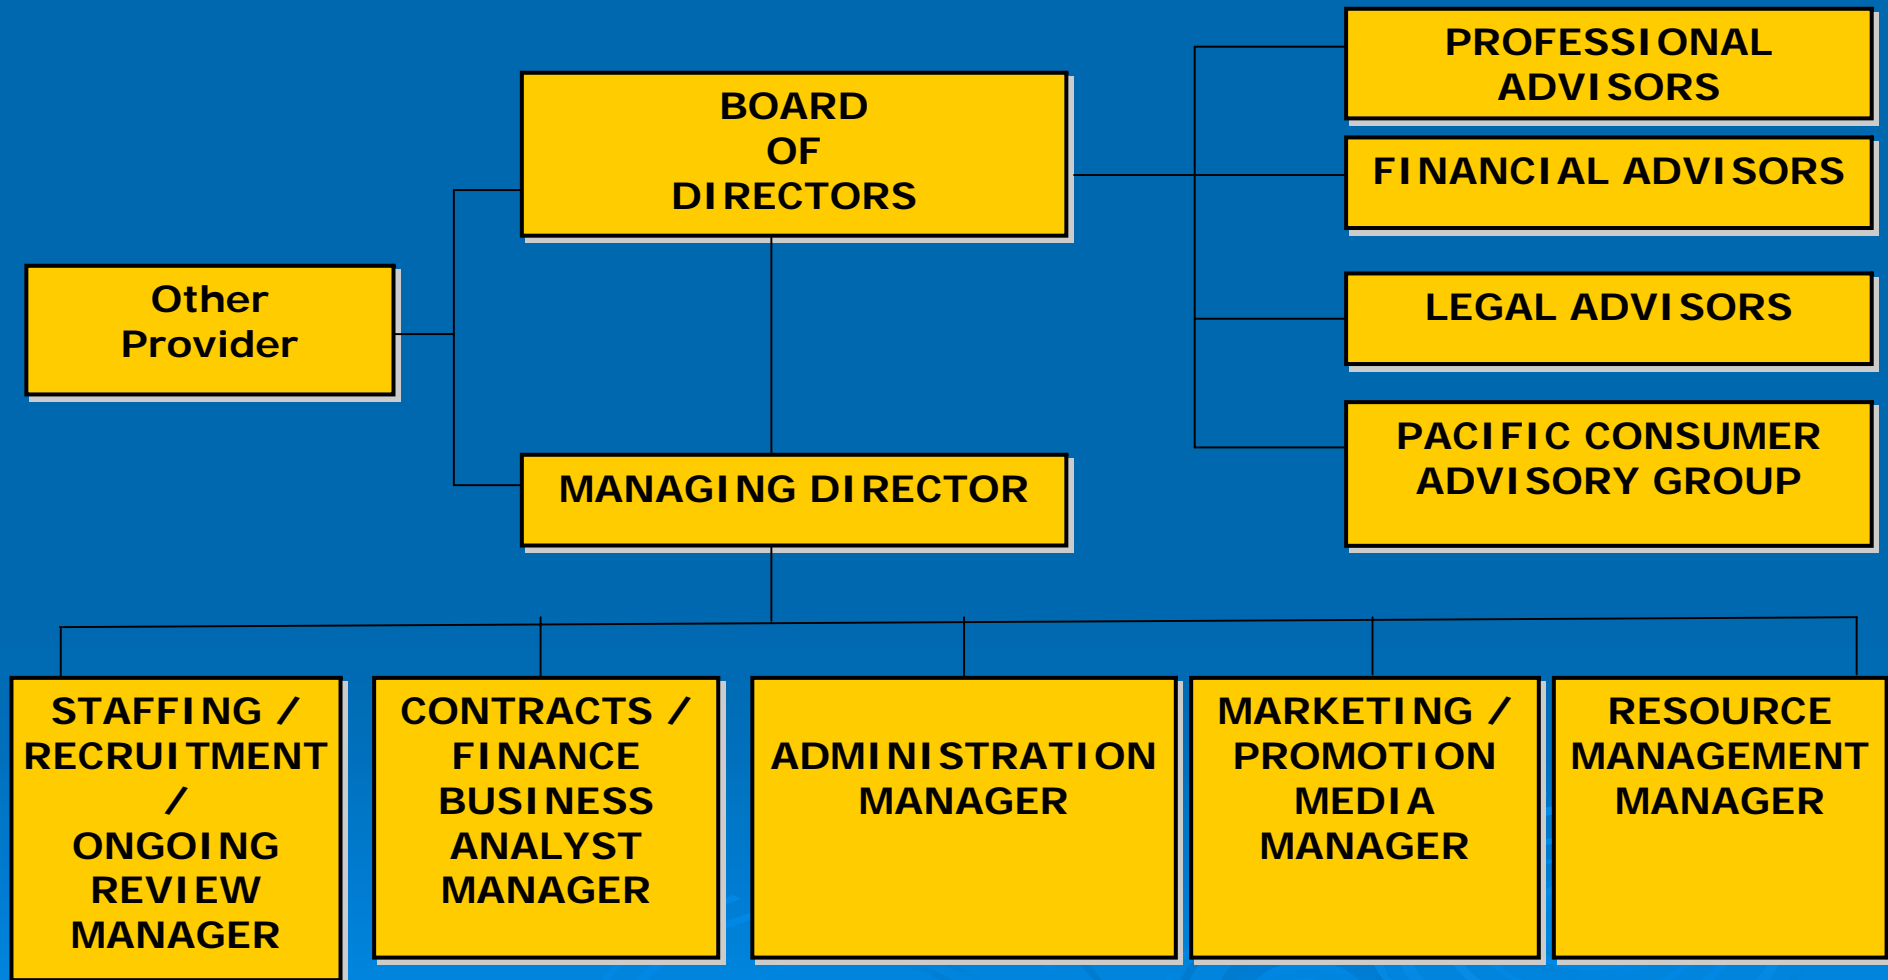 PROFESSIONAL
ADVISORS
BOARD
OF
DIRECTORS
FINANCIAL ADVISORS
Other
Provider
LEGAL ADVISORS
PACIFIC CONSUMER
ADVISORY GROUP
MANAGING DIRECTOR
STAFFING /
RECRUITMENT
/
ONGOING
REVIEW
MANAGER
CONTRACTS /
FINANCE
BUSINESS
ANALYST
MANAGER
ADMINISTRATION
MANAGER
MARKETING /
PROMOTION
MEDIA
MANAGER
RESOURCE
MANAGEMENT
MANAGER